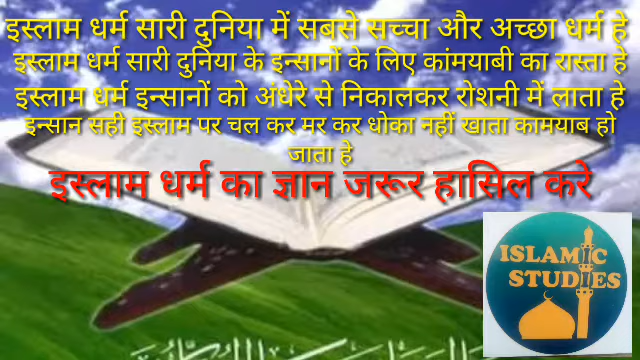 इस्लाम धर्म सारी दुनिया में सबसे सच्चा और अच्छा धर्म हे
इस्लाम धर्म सारी दुनिया के इन्सानों के लिए कांमयाबी का रास्ता हे
इस्लाम धर्म इन्सानों को अंधेरे से निकालकर रोशनी में लाता हे
इन्सान सही इस्लाम पर चल कर मर कर धोका नहीं खाता कामयाब हो
जाता हे
इस्लाम धर्म का ज्ञान जरूर हासिल करे
ISLAMIC
STUDIES